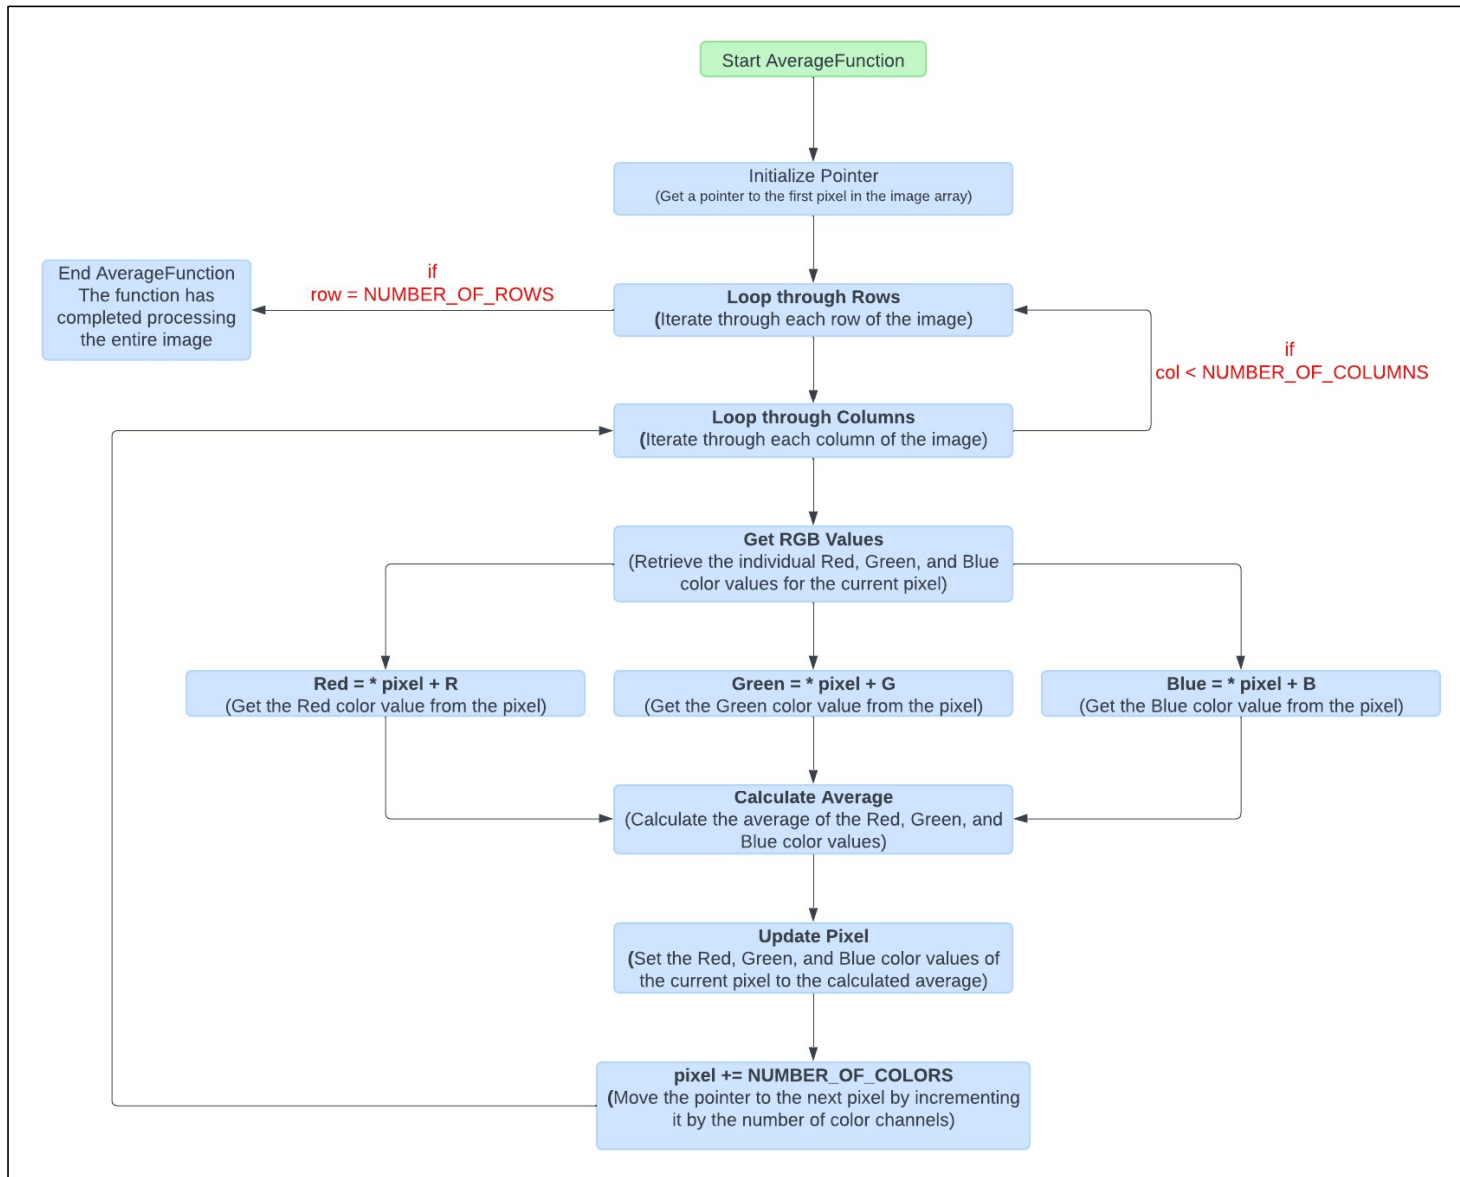 Start AverageFunction
Initialize Pointer
(Get a pointer to the first pixel in the image array)
End AverageFunction
The function has
completed processing
the entire image
if
row = NUMBER_OF_ROWS
Loop through Rows
(Iterate through each row of the image)
if
col < NUMBER_OF_COLUMNS
Loop through Columns
(Iterate through each column of the image)
Get RGB Values
(Retrieve the individual Red, Green, and Blue
color values for the current pixel)
Red = * pixel + R
(Get the Red color value from the pixel)
Green = * pixel + G
(Get the Green color value from the pixel)
Blue = * pixel + B
(Get the Blue color value from the pixel)
Calculate Average
(Calculate the average of the Red, Green, and
Blue color values)
Update Pixel
(Set the Red, Green, and Blue color values of
the current pixel to the calculated average)
pixel += NUMBER_OF_COLORS
(Move the pointer to the next pixel by incrementing
it by the number of color channels)